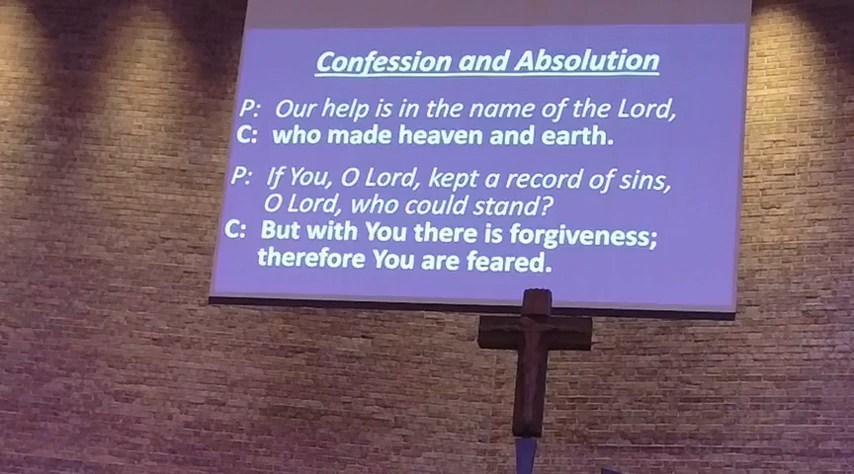 Confession and Absolution
P: Our help is in the name of the Lord,
C: who made heaven and earth.
P: If You, O Lord, kept a record of sins,
O Lord, who could stand?
C: But with You there is forgiveness;
therefore You are feared.